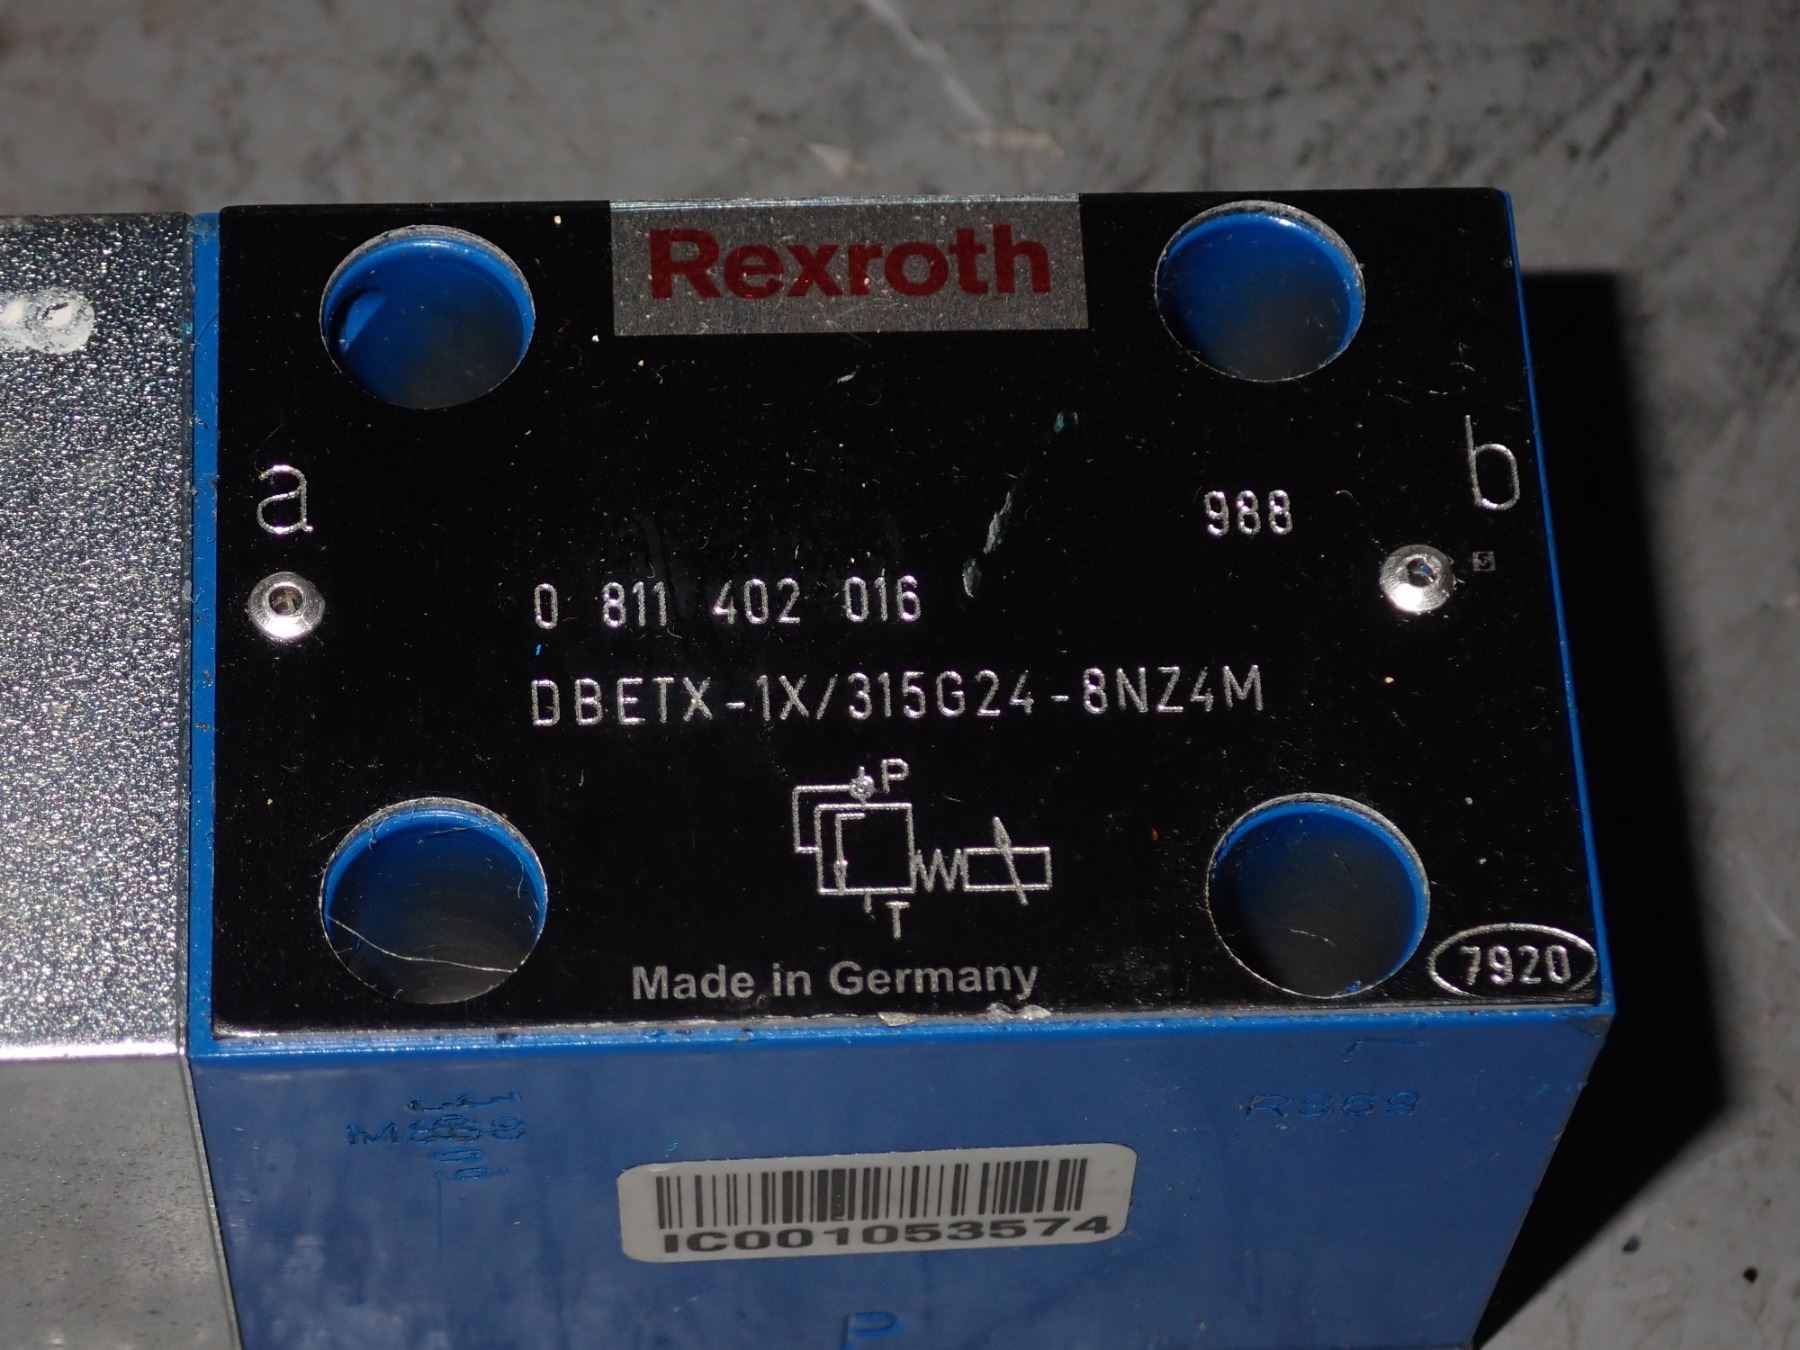 Rexroth
a
b
988
0 811 402 016
DBETX-1X/315G24-8NZ4M
P
T
Made in Germany
7920
IC001053574
P